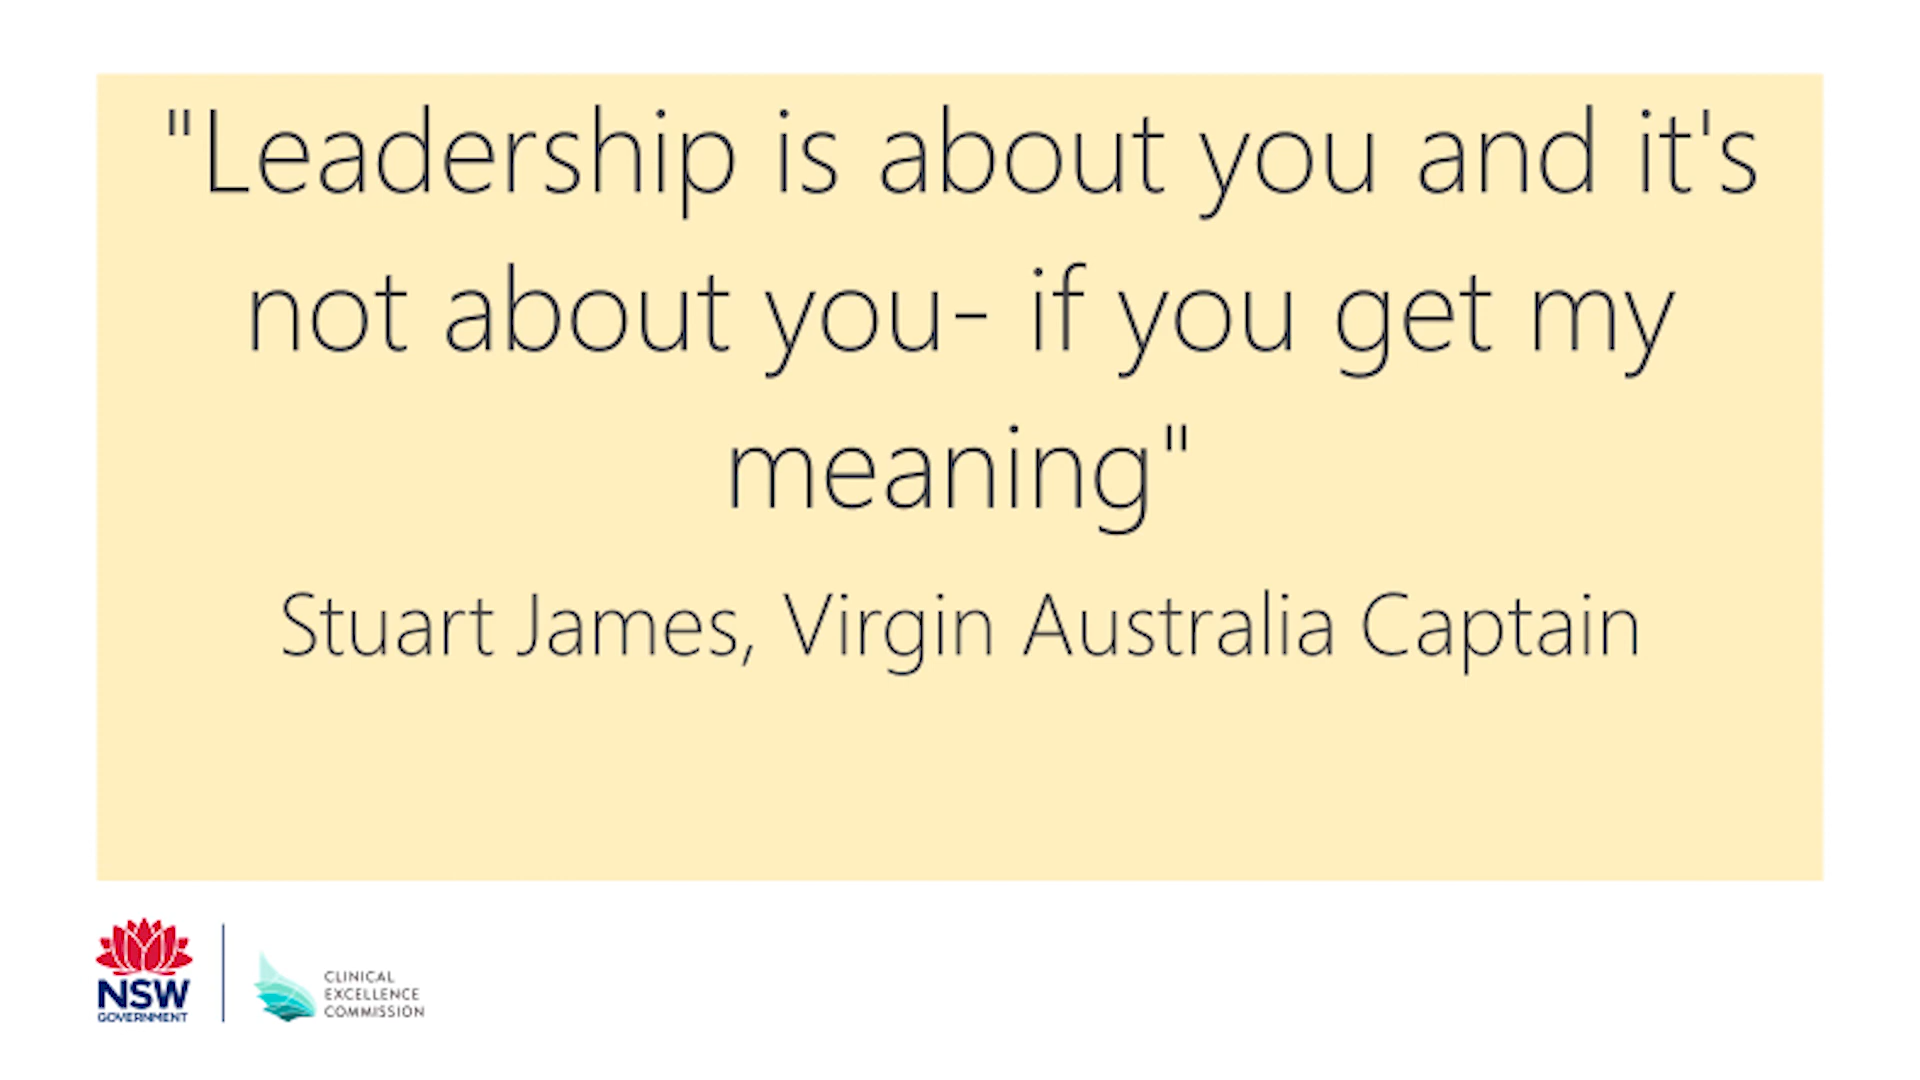 "Leadership is about you and it's
not about you- if you get my
meaning"
Stuart James, Virgin Australia Captain
NSW
GOVERNMENT
CLINICAL
EXCELLENCE
COMMISSION